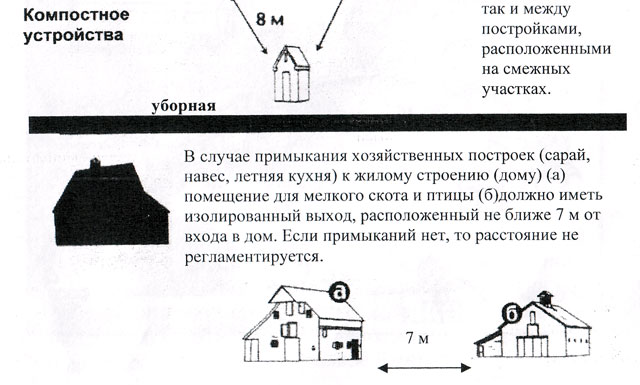 Компостное
устройства
8 м
так и между
постройками,
расположенными
на смежных
участках.
уборная
В случае примыкания хозяйственных построек (сарай,
навес, летняя кухня) к жилому строению (дому) (а)
помещение для мелкого скота и птицы (б)должно иметь
изолированный выход, расположенный не ближе 7 м от
входа в дом. Если примыканий нет, то расстояние не
регламентируется.
а
б
7 м